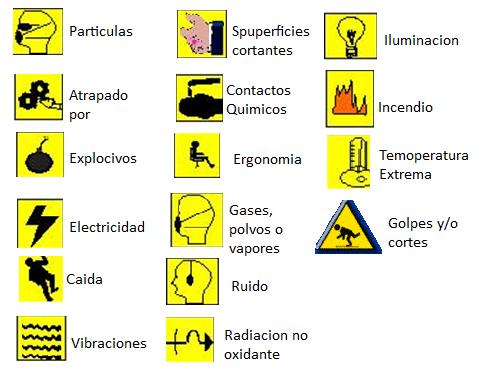 Particulas
Spuperficies
cortantes
Iluminacion
Atrapado
por
Contactos
Quimicos
Incendio
Explocivos
Ergonomia
Temoperatura
Extrema
Electricidad
Gases,
polvos o
vapores
Golpes y/o
cortes
Caida
Ruido
Vibraciones
Radiacion no
oxidante